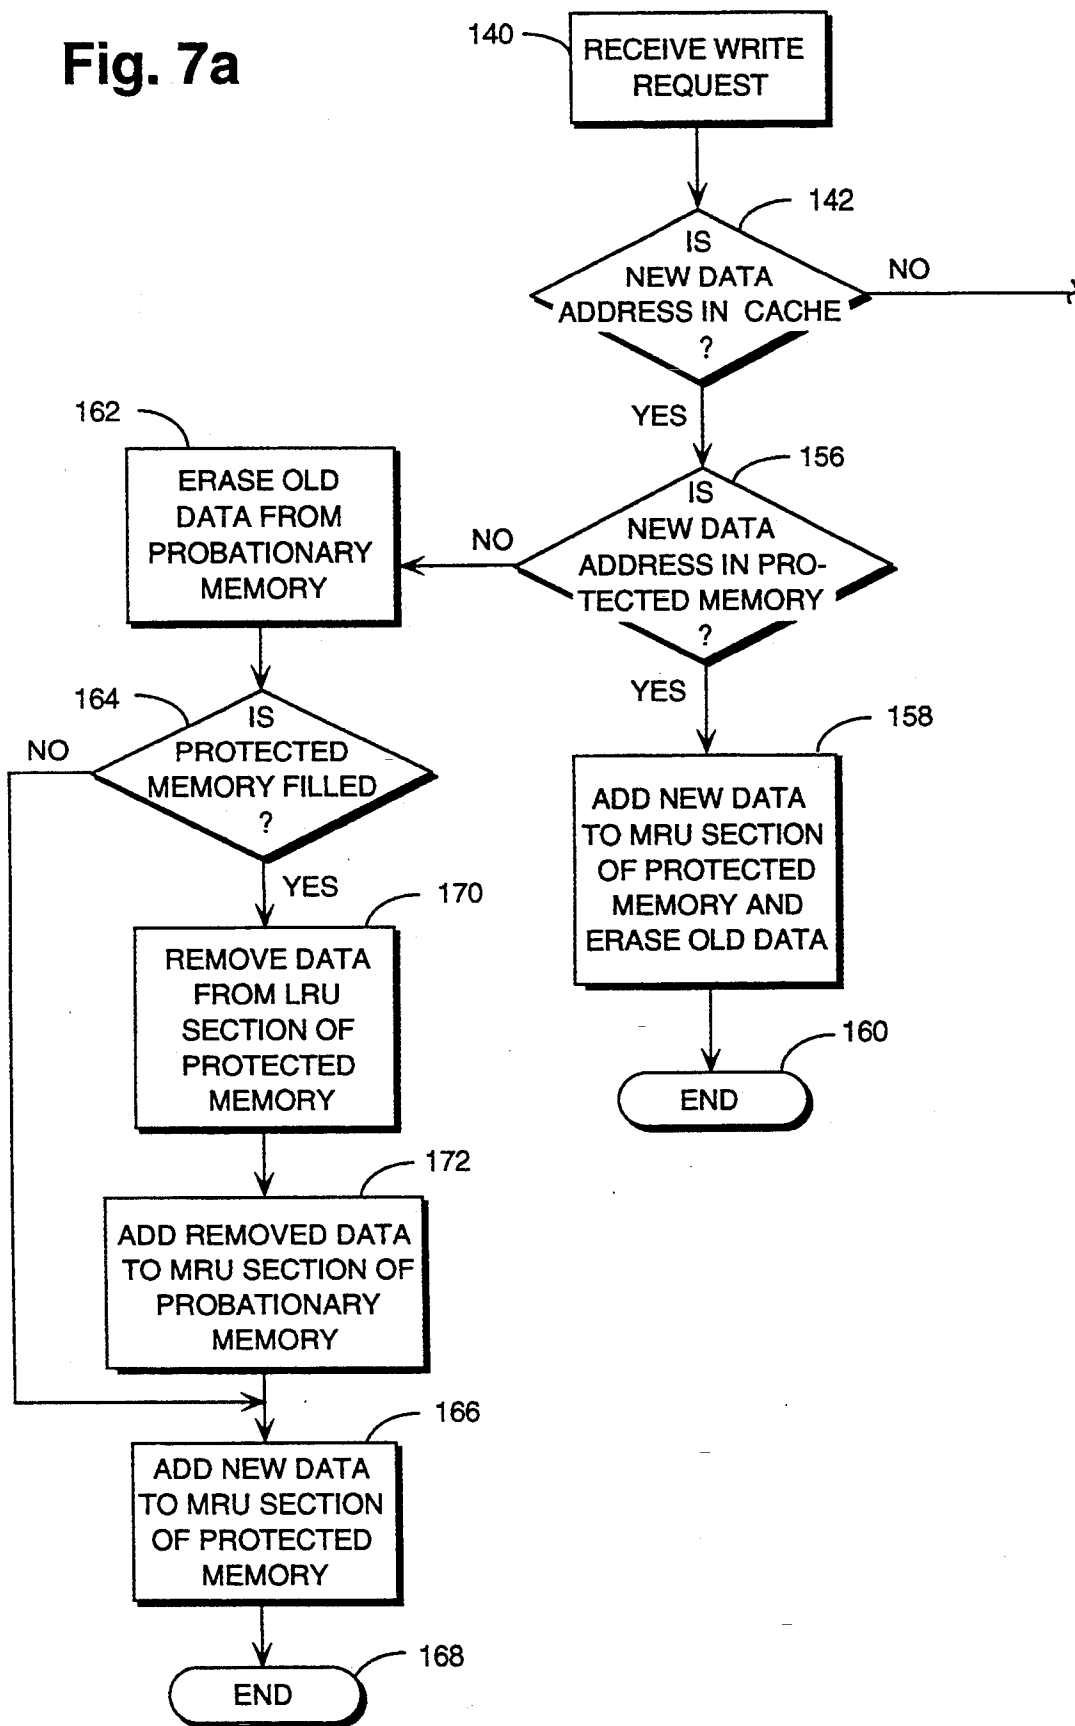 Fig. 7a
140
RECEIVE WRITE
REQUEST
142
IS
NEW DATA
ADDRESS IN CACHE
?
NO
YES
156
IS
NEW DATA
ADDRESS IN PRO-
TECTED MEMORY
?
NO
YES
162
ERASE OLD
DATA FROM
PROBATIONARY
MEMORY
164
IS
PROTECTED
MEMORY FILLED
?
NO
YES
158
ADD NEW DATA
TO MRU SECTION
OF PROTECTED
MEMORY AND
ERASE OLD DATA
160
END
170
REMOVE DATA
FROM LRU
SECTION OF
PROTECTED
MEMORY
172
ADD REMOVED DATA
TO MRU SECTION OF
PROBATIONARY
MEMORY
166
ADD NEW DATA
TO MRU SECTION
OF PROTECTED
MEMORY
168
END